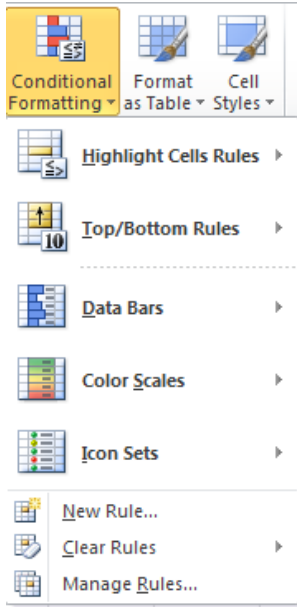 Conditional Formatting
Format as Table
Cell Styles
≤≥
Highlight Cells Rules
≤>
Top/Bottom Rules
10
Data Bars
Color Scales
Icon Sets
New Rule...
Clear Rules
Manage Rules...